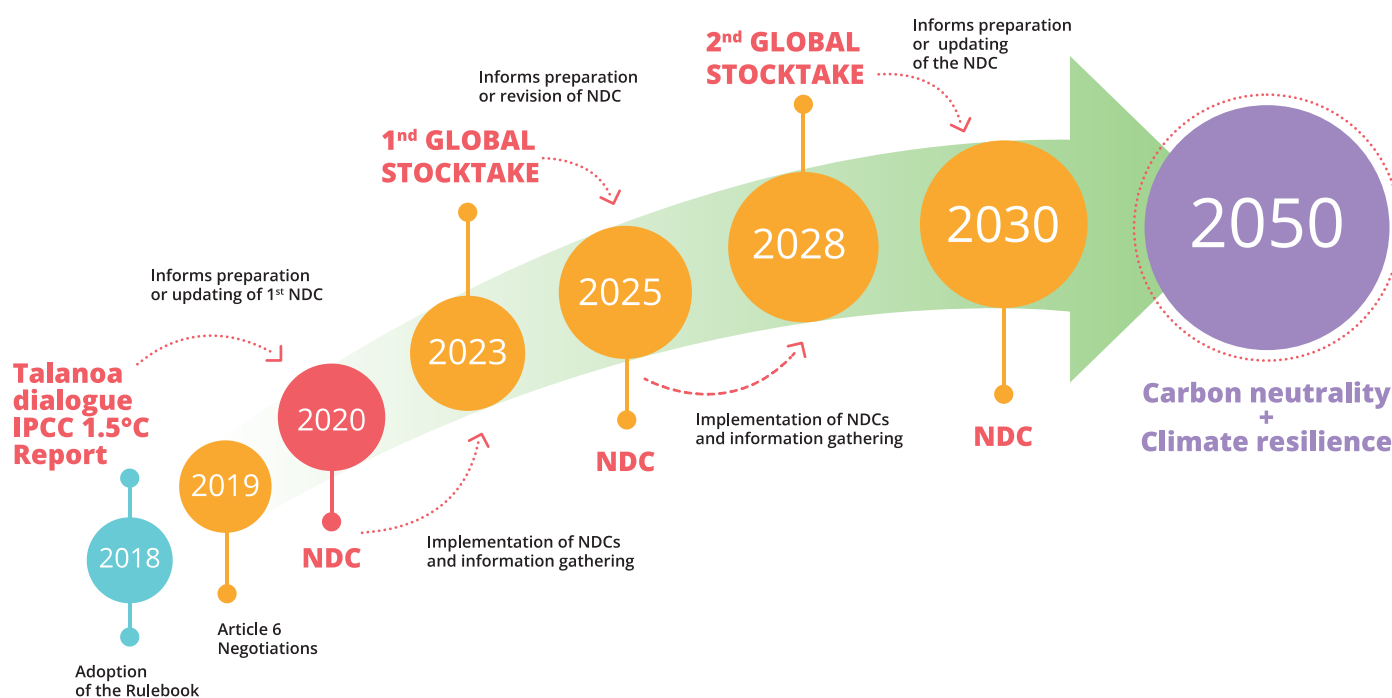 Talanoa
dialogue
IPCC 1.5°C
Report
2018
Adoption
of the Rulebook
2019
Article 6
Negotiations
Informs preparation
or updating of 1st NDC
2020
NDC
Implementation of NDCs
and information gathering
1nd GLOBAL
STOCKTAKE
2023
Informs preparation
or revision of NDC
2025
NDC
Implementation of NDCs
and information gathering
2nd GLOBAL
STOCKTAKE
2028
Informs preparation
or updating
of the NDC
2030
NDC
2050
Carbon neutrality
+
Climate resilience